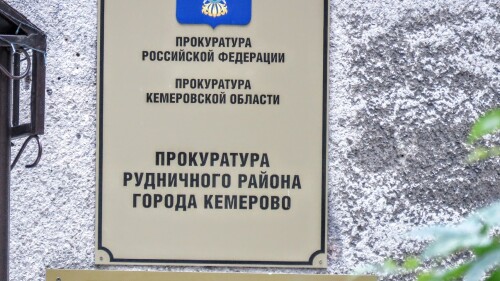 ПРОКУРАТУРА
РОССИЙСКОЙ ФЕДЕРАЦИИ
ПРОКУРАТУРА
КЕМЕРОВСКОЙ ОБЛАСТИ
ПРОКУРАТУРА
РУДНИЧНОГО РАЙОНА
ГОРОДА КЕМЕРОВО